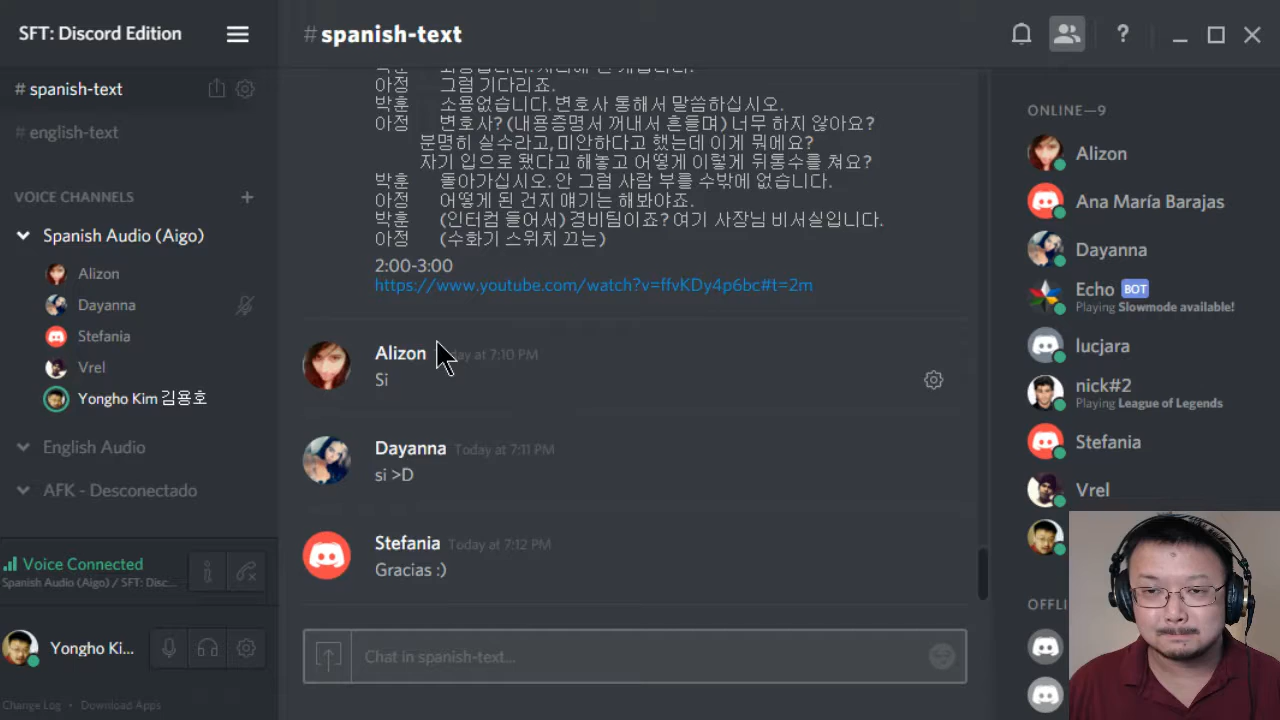 SFT: Discord Edition
# spanish-text
# english-text
VOICE CHANNELS
Spanish Audio (Aigo)
Alizon
Dayanna
Stefania
Vrel
Yongho Kim 김용호
English Audio
AFK - Desconectado
Voice Connected
Spanish Audio (Aigo) / SFT: Disc...
Yongho Ki...
Change Log • Download Apps
# spanish-text
아정 그럼 기다리죠.
박훈 소용없습니다. 변호사 통해서 말씀하십시오.
아정 변호사? (내용증명서 꺼내서 흔들며) 너무 하지 않아요?
분명히 실수라고, 미안하다고 했는데 이게 뭐에요?
자기 입으로 됐다고 해놓고 어떻게 이렇게 뒤통수를 쳐요?
박훈 돌아가십시오. 안 그럼 사람 부를 수밖에 없습니다.
아정 어떻게 된 건지 얘기는 해봐야죠.
박훈 (인터컴 들어서) 경비팀이죠? 여기 사장님 비서실입니다.
아정 (수화기 스위치 끄는)
2:00-3:00
https://www.youtube.com/watch?v=ffvKDy4p6bc#t=2m
Alizon at 7:10 PM
Si
Dayanna Today at 7:11 PM
si >D
Stefania Today at 7:12 PM
Gracias :)
Chat in spanish-text...
ONLINE—9
Alizon
Ana María Barajas
Dayanna
Echo BOT
Playing Slowmode available!
lucjara
nick#2
Playing League of Legends
Stefania
Vrel